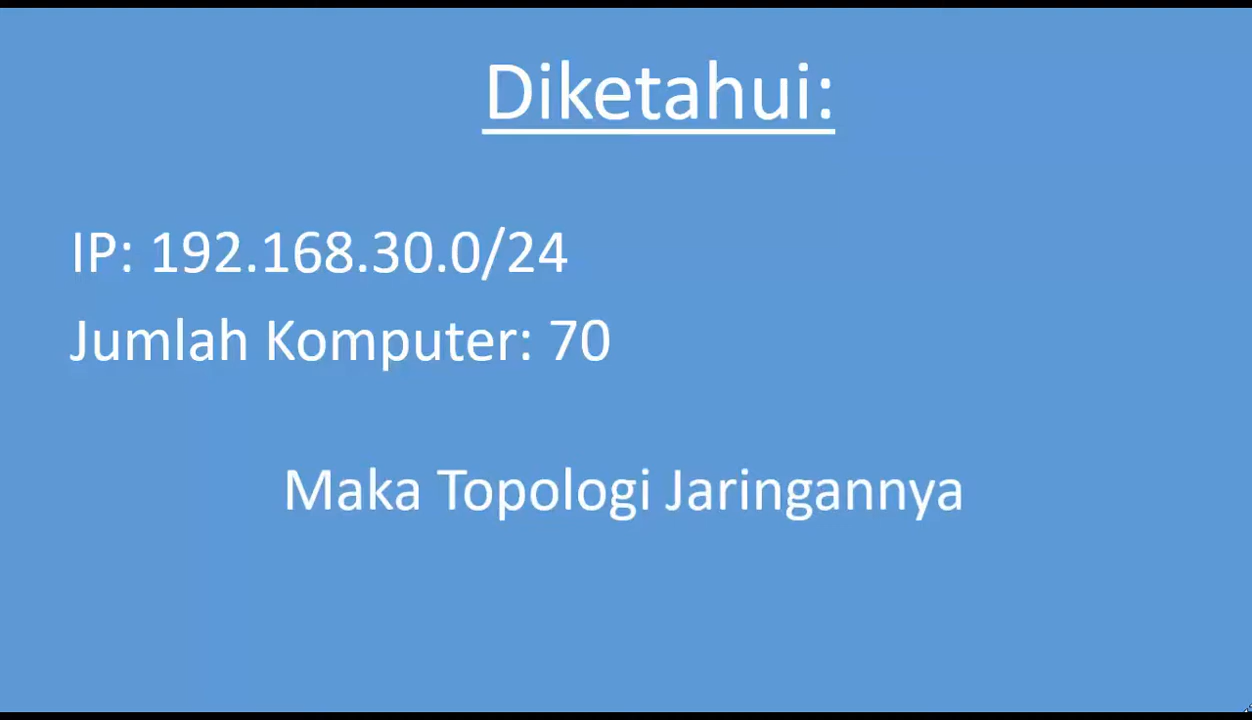 Diketahui:
IP: 192.168.30.0/24
Jumlah Komputer: 70
Maka Topologi Jaringannya